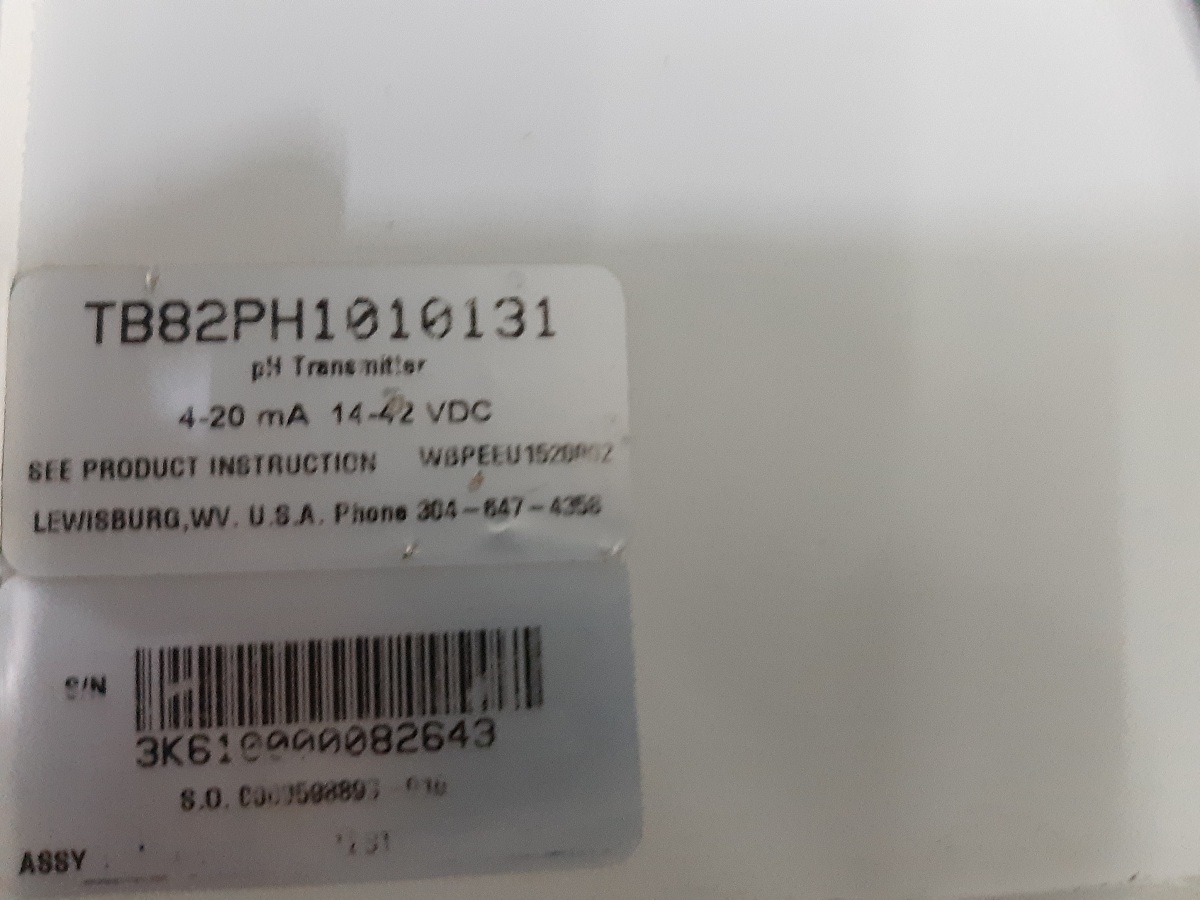 TB82PH1010131
pH Transmitter
4-20 mA 14-42 VDC
SEE PRODUCT INSTRUCTION
LEWISBURG,WV. U.S.A. Phone 304-647-4358
S/N
3K610000082643
S.O.
ASSY